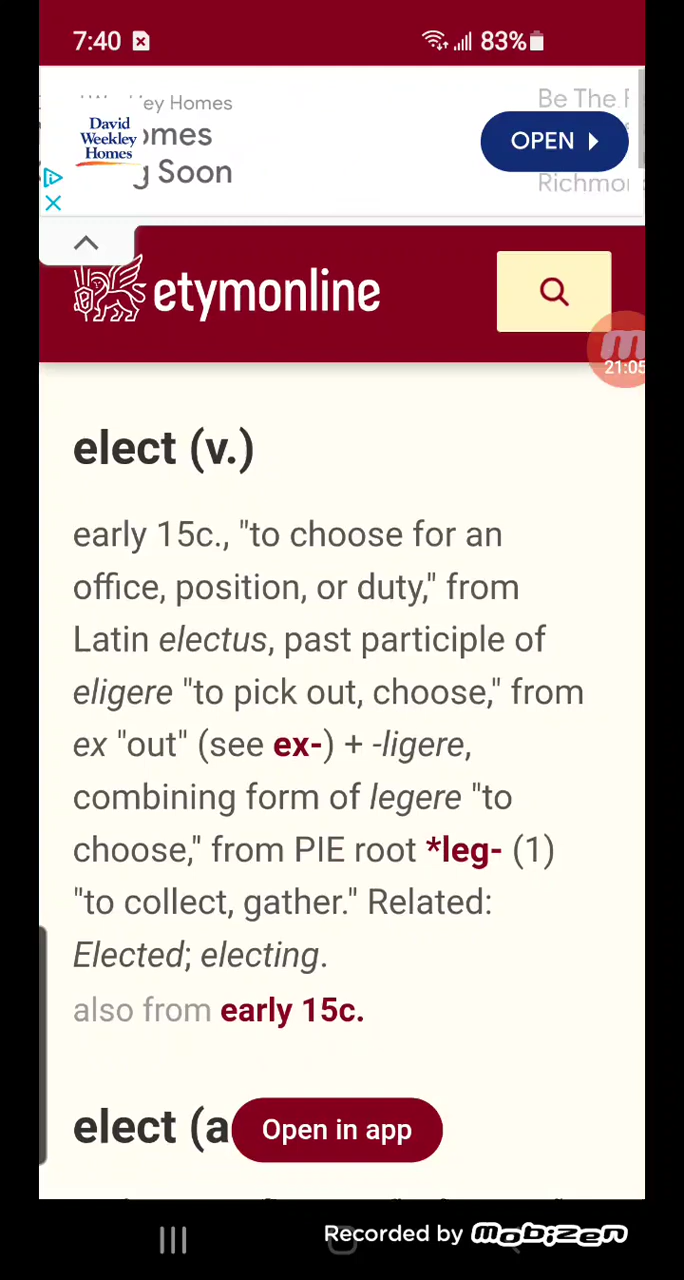 7:40
83%
ey Homes
Be The
David
Weekley
Homes
omes
Soon
OPEN
etymonline
21:05
elect (v.)
early 15c., "to choose for an
office, position, or duty," from
Latin electus, past participle of
eligere "to pick out, choose," from
ex "out" (see ex-) + -ligere,
combining form of legere "to
choose," from PIE root *leg- (1)
"to collect, gather." Related:
Elected; electing.
also from early 15c.
elect (a
Open in app
Recorded by Mobizen